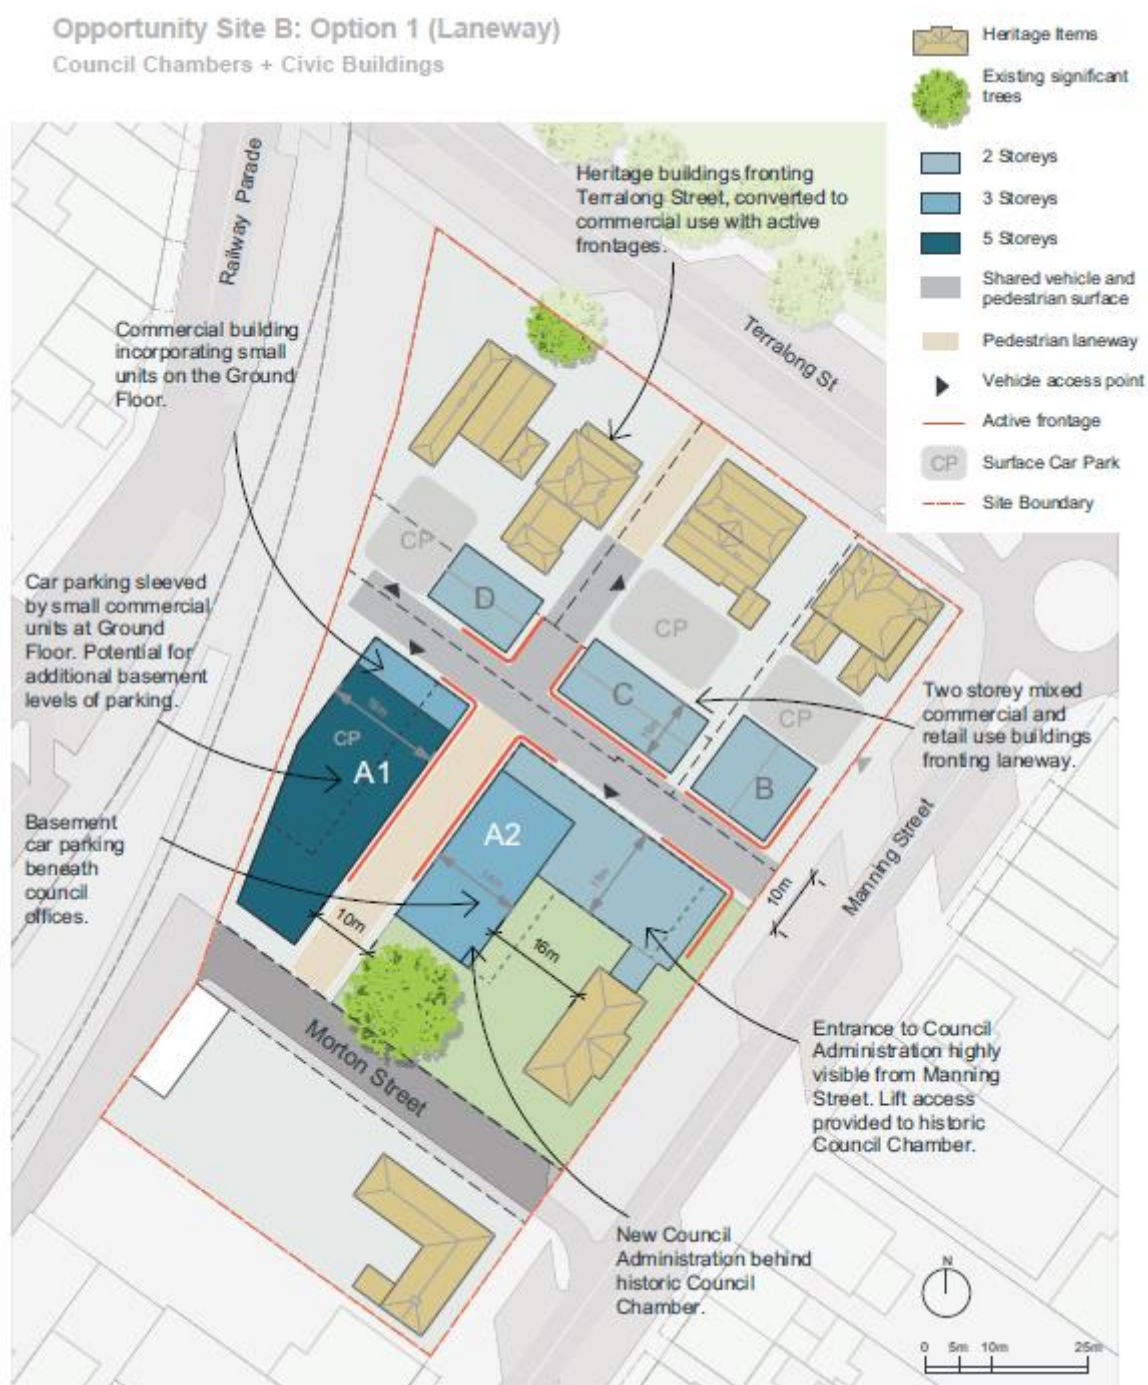 Opportunity Site B: Option 1 (Laneway)
Council Chambers + Civic Buildings
Heritage Items
Existing significant
trees
2 Storeys
3 Storeys
5 Storeys
Shared vehicle and
pedestrian surface
Pedestrian laneway
Vehicle access point
Active frontage
CP
Surface Car Park
Site Boundary
Railway Parade
Heritage buildings fronting
Terralong Street, converted to
commercial use with active
frontages.
Terralong St
Commercial building
incorporating small
units on the Ground
Floor.
CP
D
CP
Car parking sleeved
by small commercial
units at Ground
Floor. Potential for
additional basement
levels of parking.
C
CP
Two storey mixed
commercial and
retail use buildings
fronting laneway.
CP
A1
B
A2
Basement
car parking
beneath
council
offices.
Manning Street
10m
10m
16m
Morton Street
Entrance to Council
Administration highly
visible from Manning
Street. Lift access
provided to historic
Council Chamber.
New Council
Administration behind
historic Council
Chamber.
N
0 5m 10m 25m